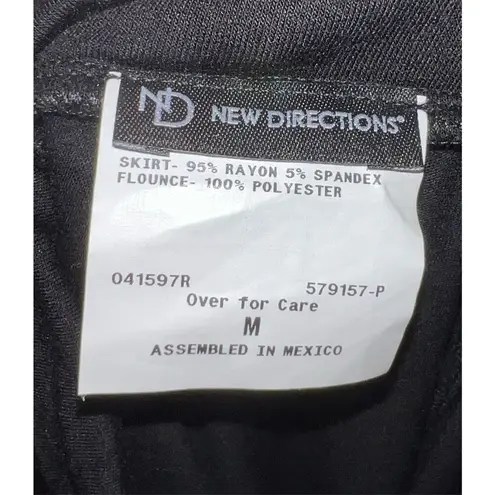 ND NEW DIRECTIONS®
SKIRT- 95% RAYON 5% SPANDEX
FLOUNCE- 100% POLYESTER
041597R 579157-P
Over for Care
M
ASSEMBLED IN MEXICO